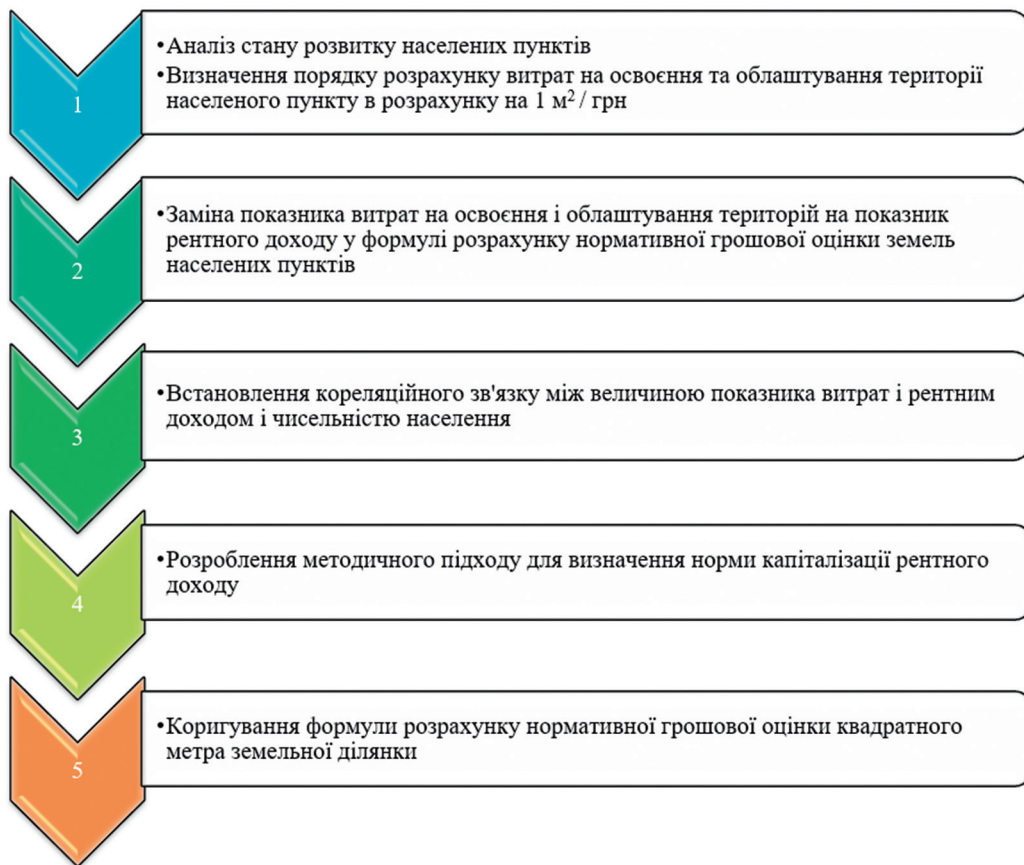 1
•Аналіз стану розвитку населених пунктів
•Визначення порядку розрахунку витрат на освоєння та облаштування території
населеного пункту в розрахунку на 1 м² / грн
2
•Заміна показника витрат на освоєння і облаштування територій на показник
рентного доходу у формулі розрахунку нормативної грошової оцінки земель
населених пунктів
3
•Встановлення кореляційного зв'язку між величиною показника витрат і рентним
доходом і чисельністю населення
4
•Розроблення методичного підходу для визначення норми капіталізації рентного
доходу
5
•Коригування формули розрахунку нормативної грошової оцінки квадратного
метра земельної ділянки